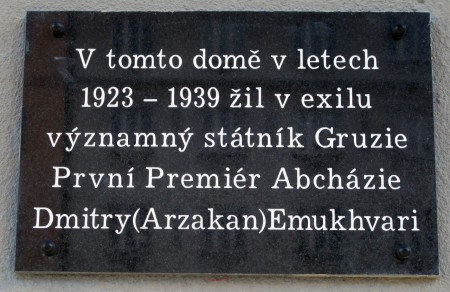 V tomto domě v letech
1923 – 1939 žil v exilu
významný státník Gruzie
První Premiér Abcházie
Dmitry(Arzakan)Emukhvari